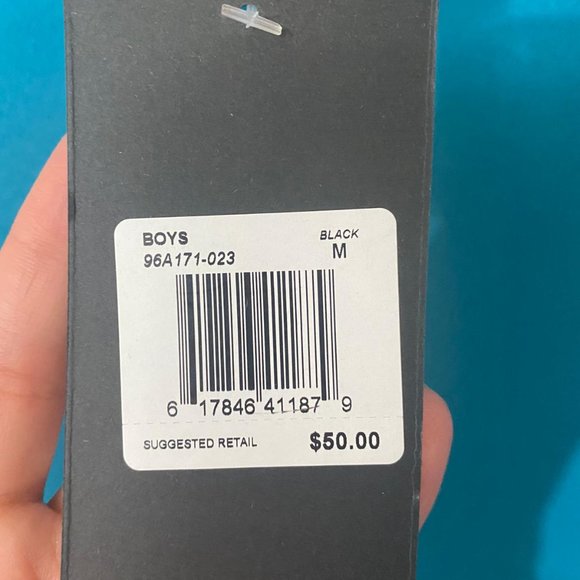 BOYS BLACK
96A171-023 M
6 17846 41187 9
SUGGESTED RETAIL $50.00